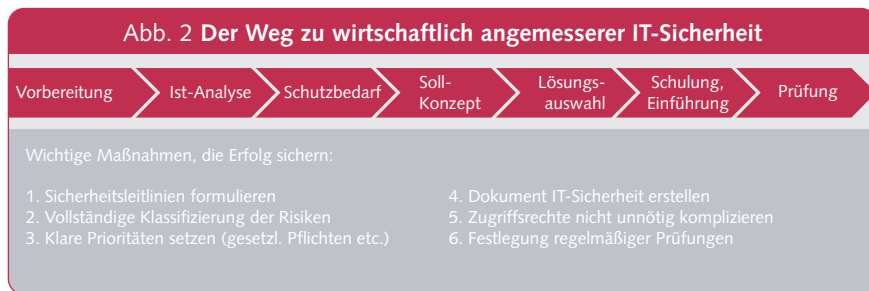 Abb. 2 Der Weg zu wirtschaftlich angemesserer IT-Sicherheit
Vorbereitung
Ist-Analyse
Schutzbedarf
Soll-
Konzept
Lösungs-
auswahl
Schulung,
Einführung
Prüfung
Wichtige Maßnahmen, die Erfolg sichern:
1. Sicherheitsleitlinien formulieren
2. Vollständige Klassifizierung der Risiken
3. Klare Prioritäten setzen (gesetzl. Pflichten etc.)
4. Dokument IT-Sicherheit erstellen
5. Zugriffsrechte nicht unnötig komplizieren
6. Festlegung regelmäßiger Prüfungen